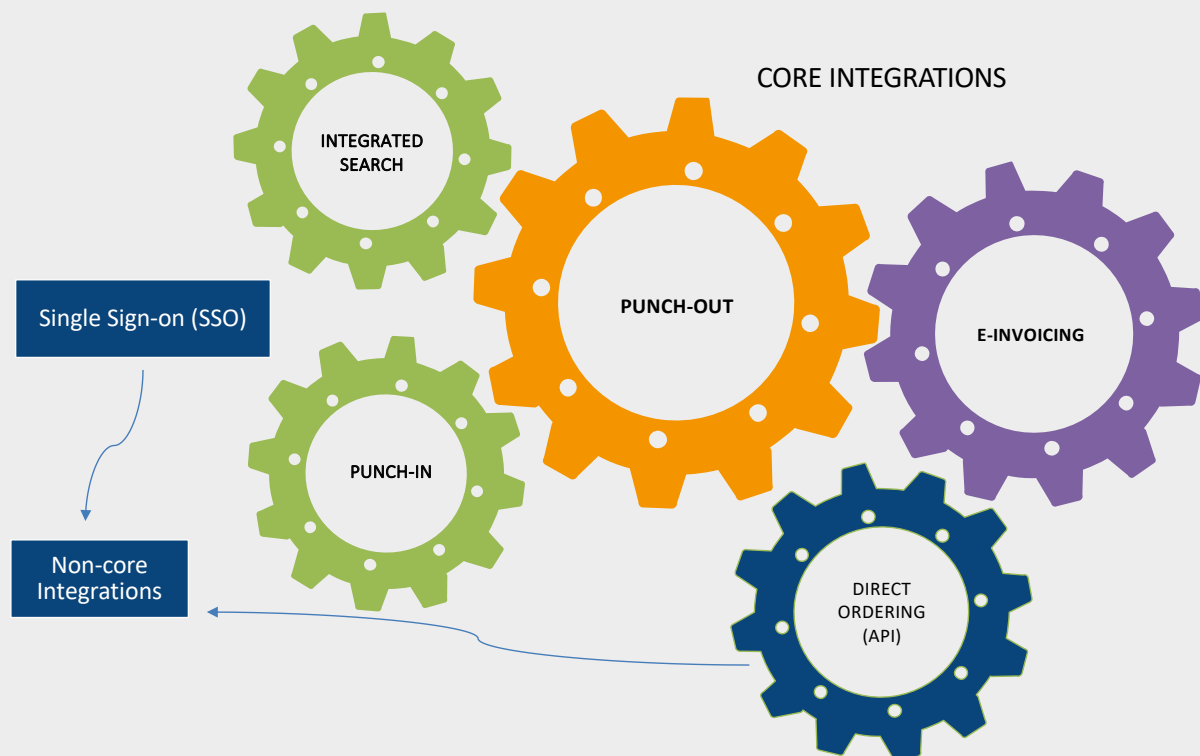 CORE INTEGRATIONS
INTEGRATED
SEARCH
PUNCH-OUT
E-INVOICING
Single Sign-on (SSO)
PUNCH-IN
Non-core
Integrations
DIRECT
ORDERING
(API)